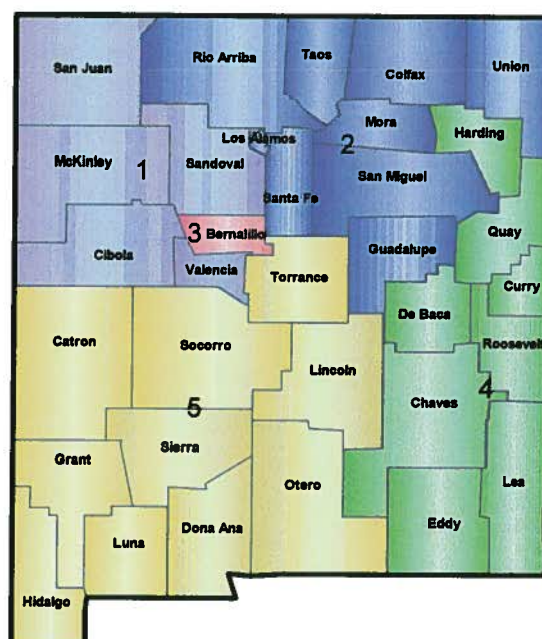 San Juan
Rio Arriba
Taos
Colfax
Union
Mora
Harding
Los Alamos
McKinley
1
Sandoval
2
San Miguel
Santa Fe
3
Bernalillo
Quay
Cibola
Valencia
Torrance
Guadalupe
Curry
De Baca
Catron
Socorro
Roosevelt
Lincoln
Chaves
4
5
Sierra
Grant
Otero
Lea
Luna
Dona Ana
Eddy
Hidalgo